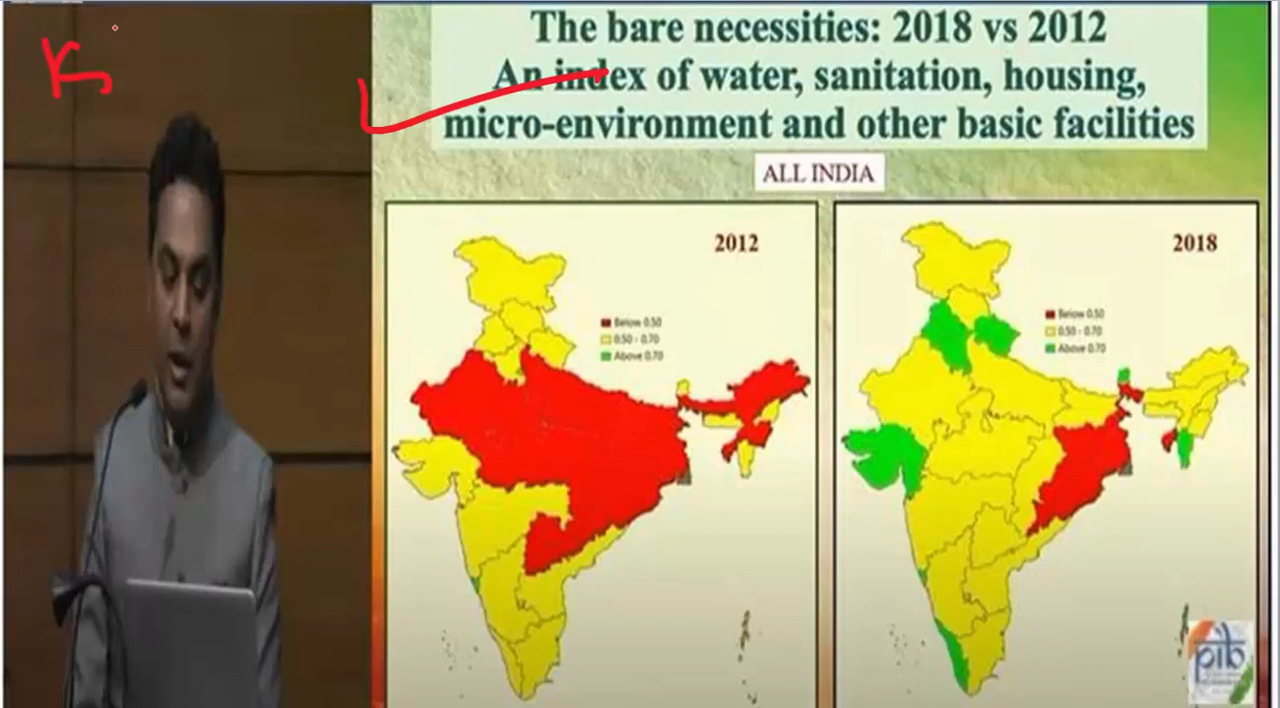 The bare necessities: 2018 vs 2012
An index of water, sanitation, housing,
micro-environment and other basic facilities
ALL INDIA
2012
Below 0.50
0.50 - 0.70
Above 0.70
2018
Below 0.50
0.50 - 0.70
Above 0.70
pib